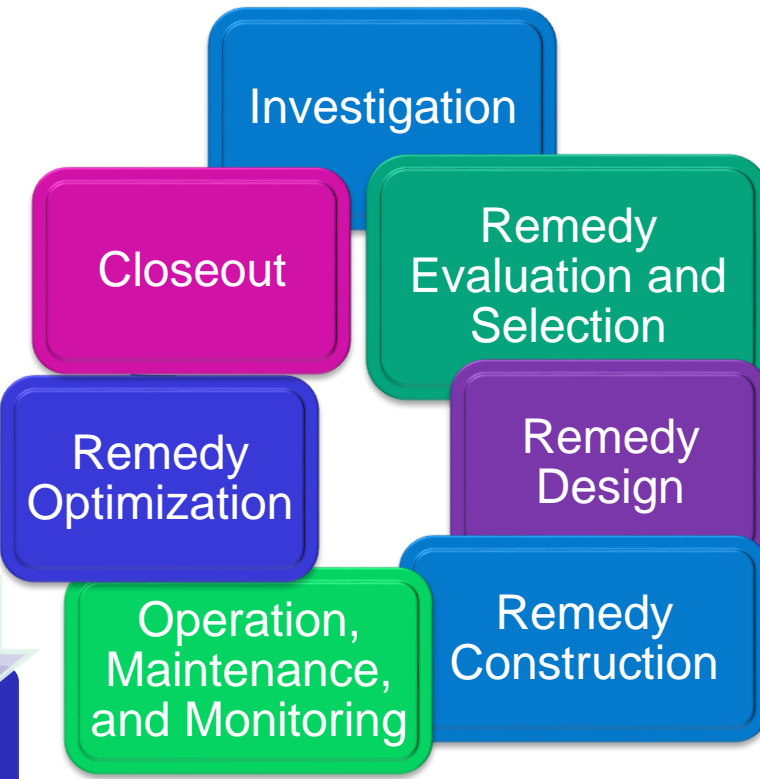 Investigation
Remedy
Evaluation and
Selection
Remedy
Design
Remedy
Construction
Operation,
Maintenance,
and Monitoring
Remedy
Optimization
Closeout